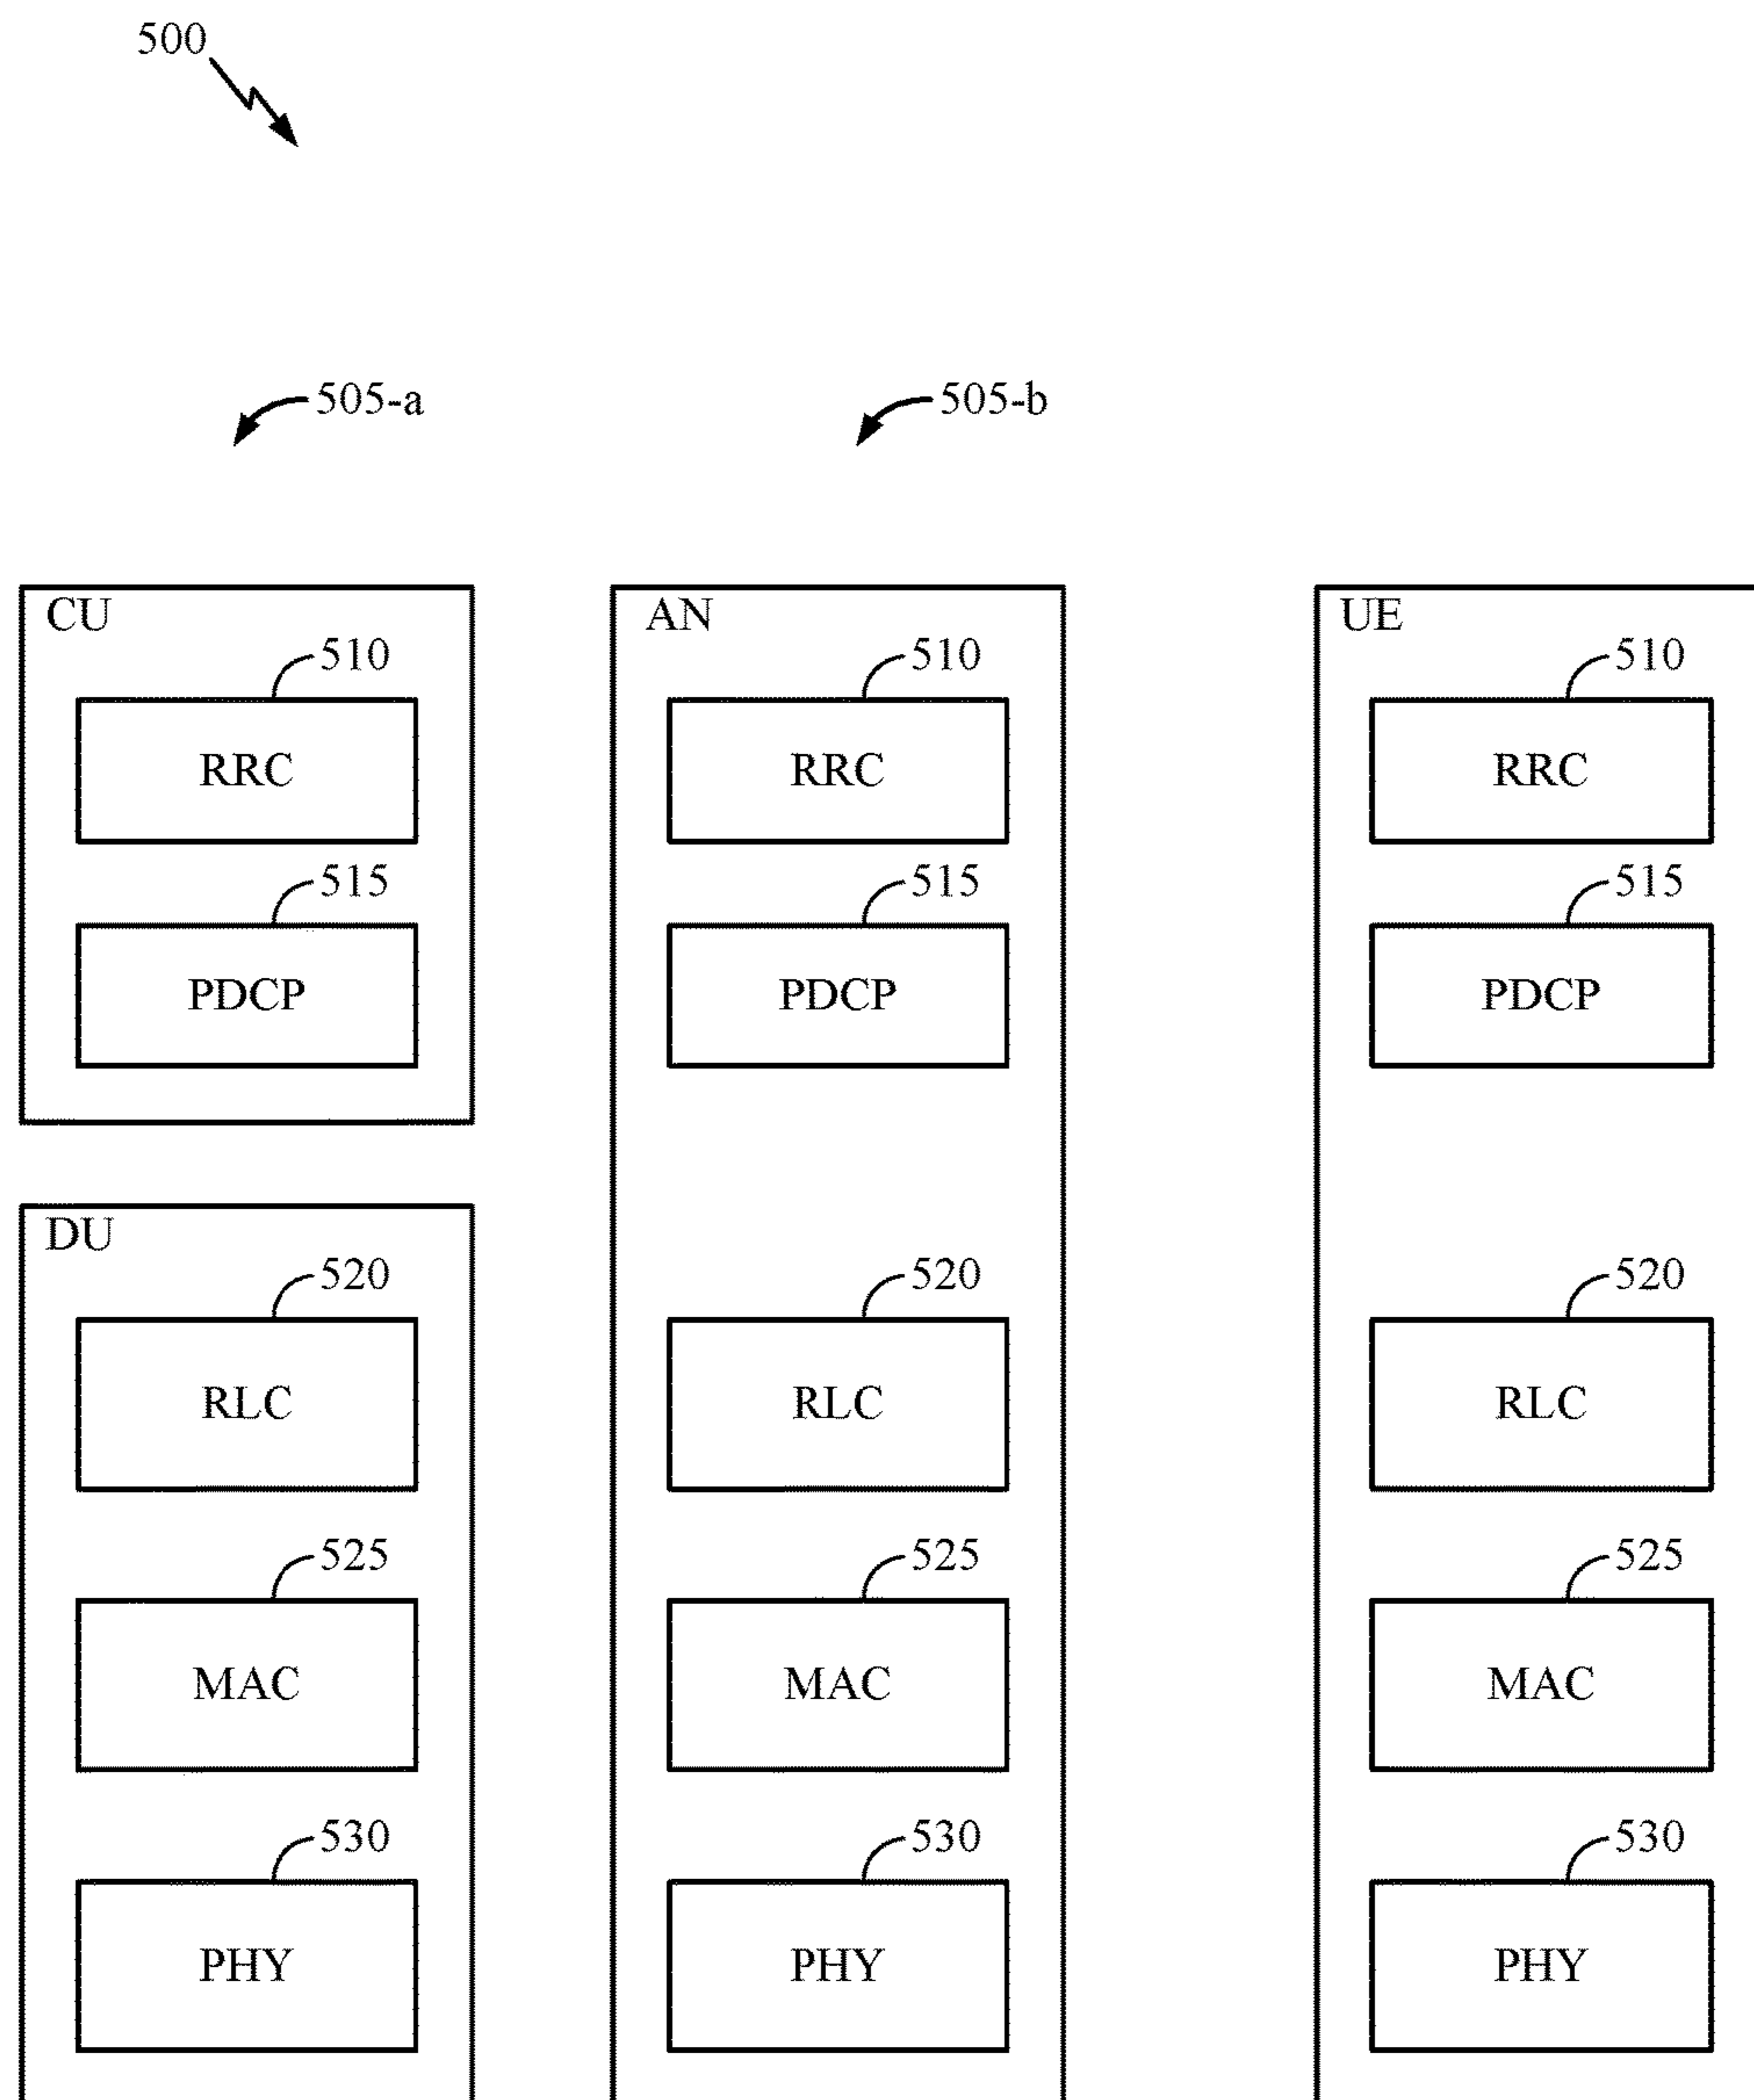 500
505-a 505-b
CU AN UE
510 510 510
RRC RRC RRC
515 515 515
PDCP PDCP PDCP
DU
520 520 520
RLC RLC RLC
525 525 525
MAC MAC MAC
530 530 530
PHY PHY PHY